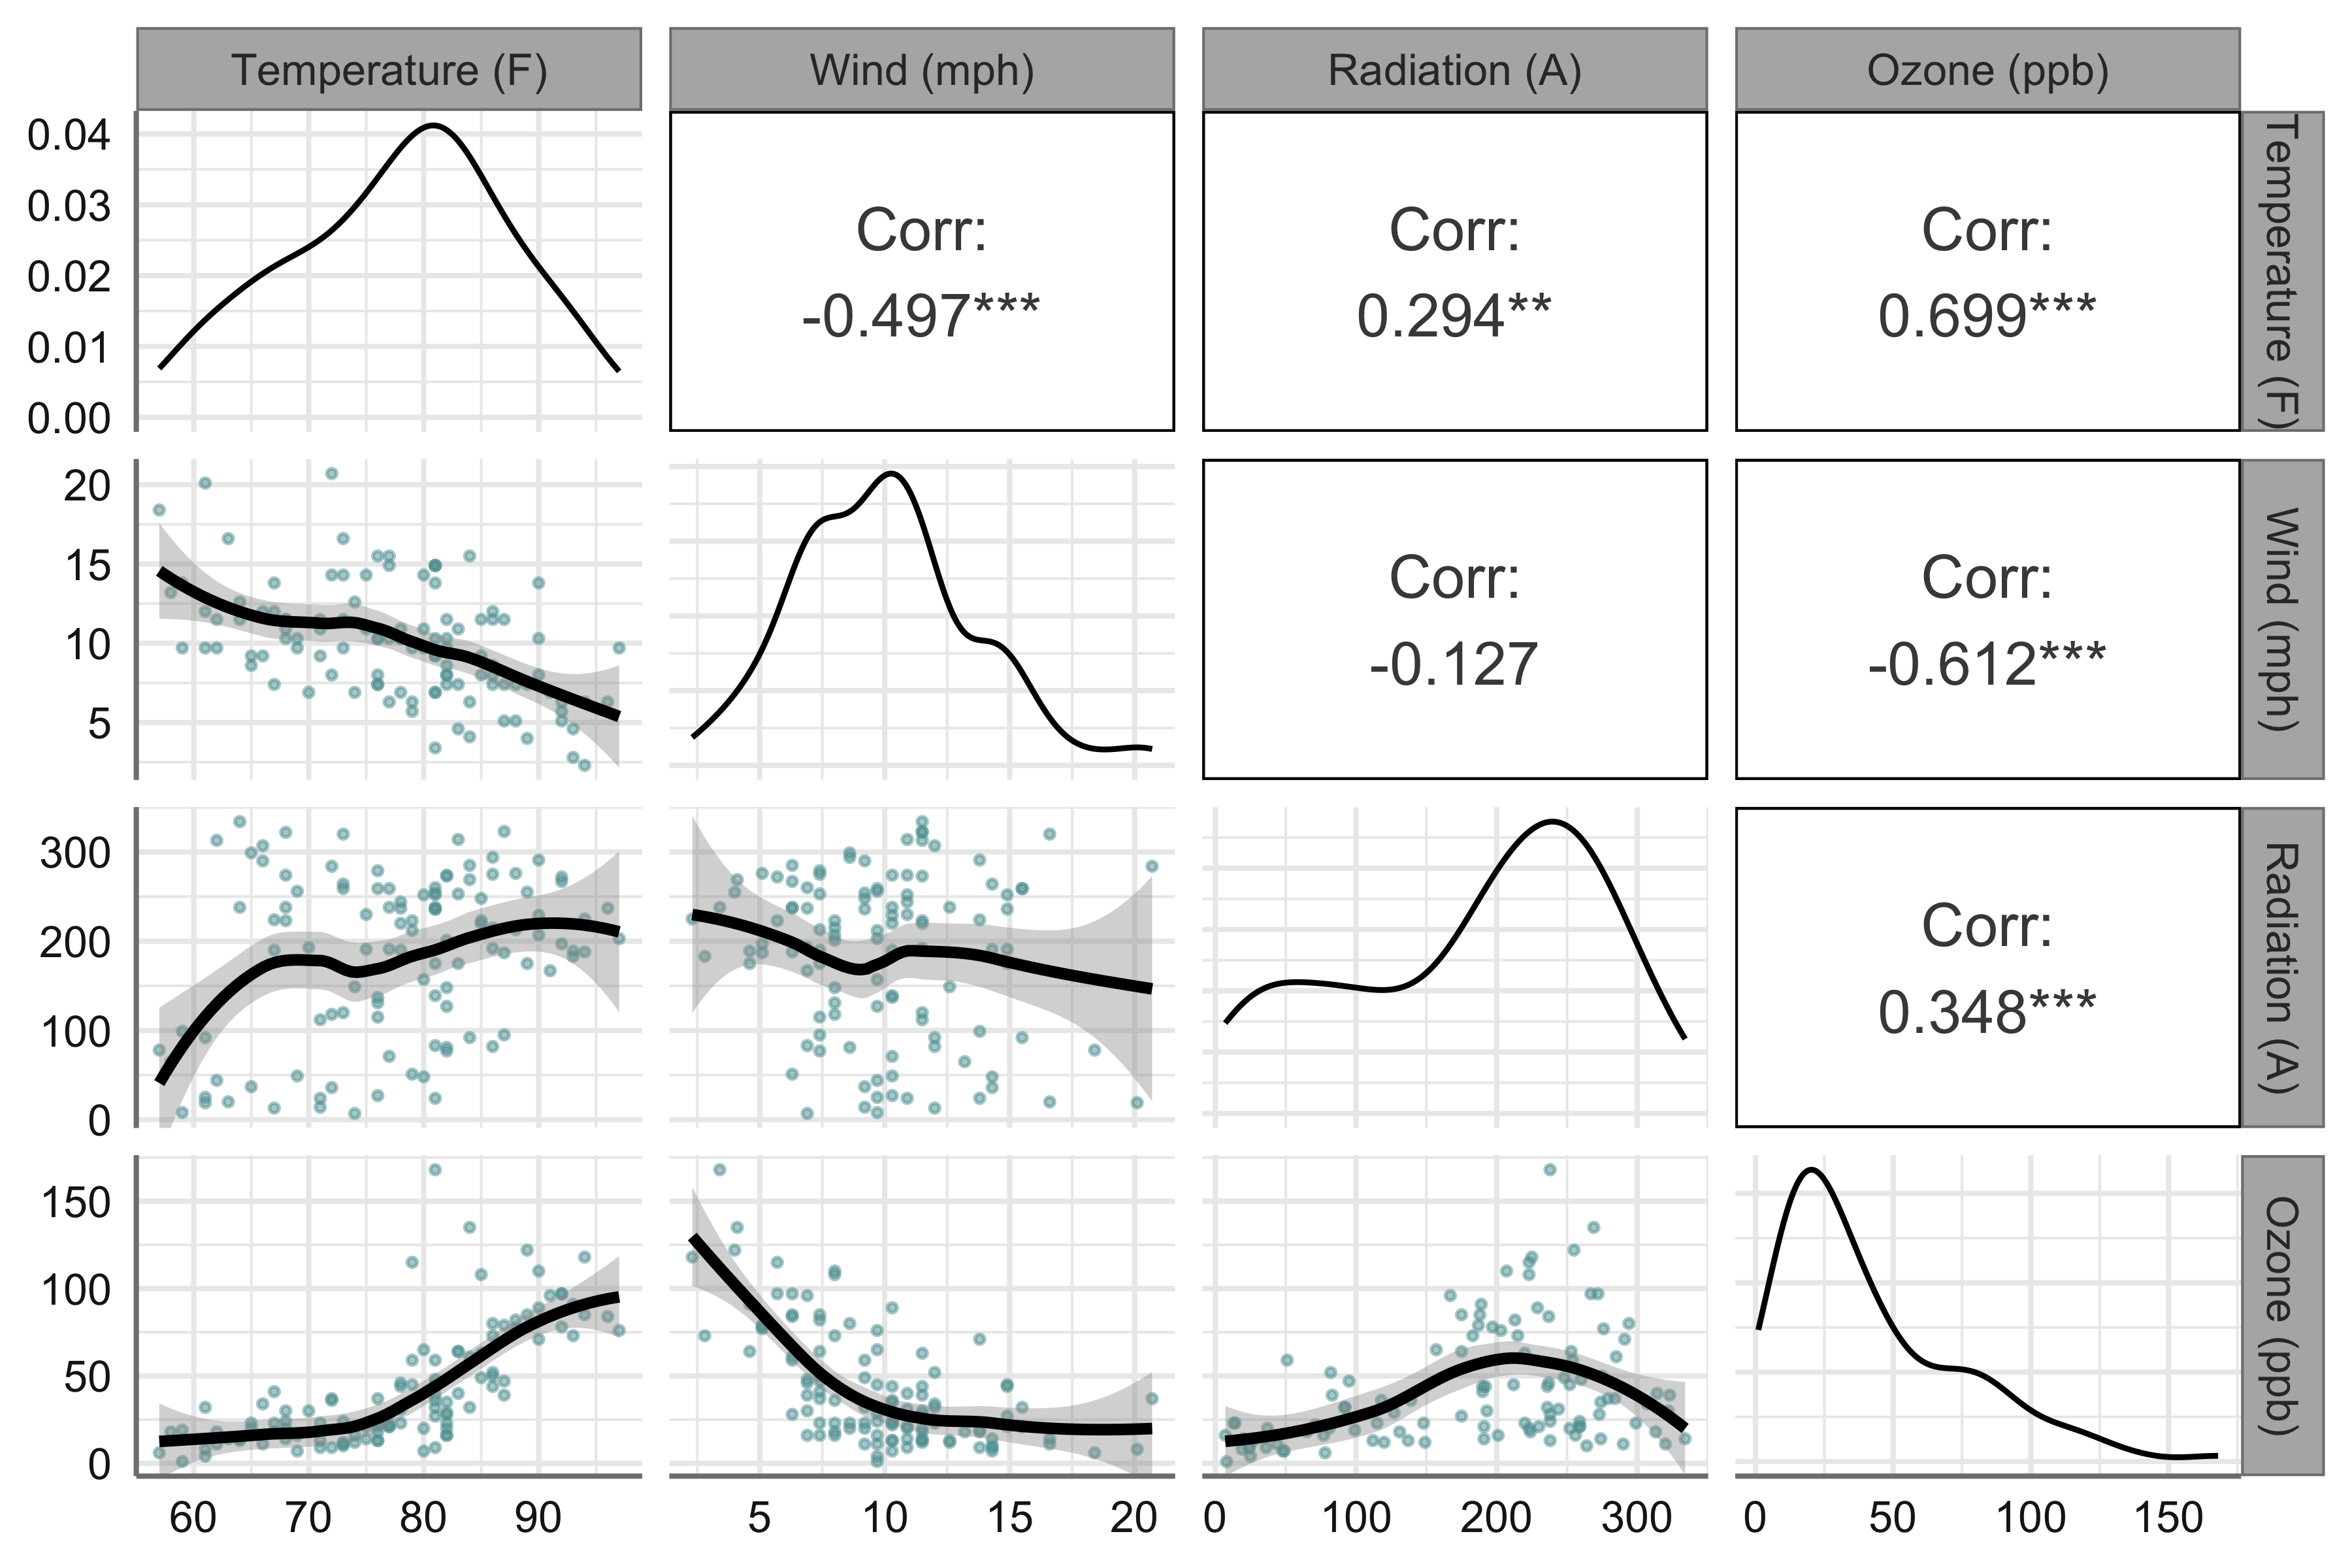 Temperature (F)
Wind (mph)
Radiation (A)
Ozone (ppb)
0.04
0.03
0.02
0.01
0.00
Corr:
-0.497***
Corr:
0.294**
Corr:
0.699***
Temperature (F)
20
15
10
5
Corr:
-0.127
Corr:
-0.612***
Wind (mph)
300
200
100
0
Corr:
0.348***
Radiation (A)
150
100
50
0
Ozone (ppb)
60 70 80 90
5 10 15 20
0 100 200 300
0 50 100 150